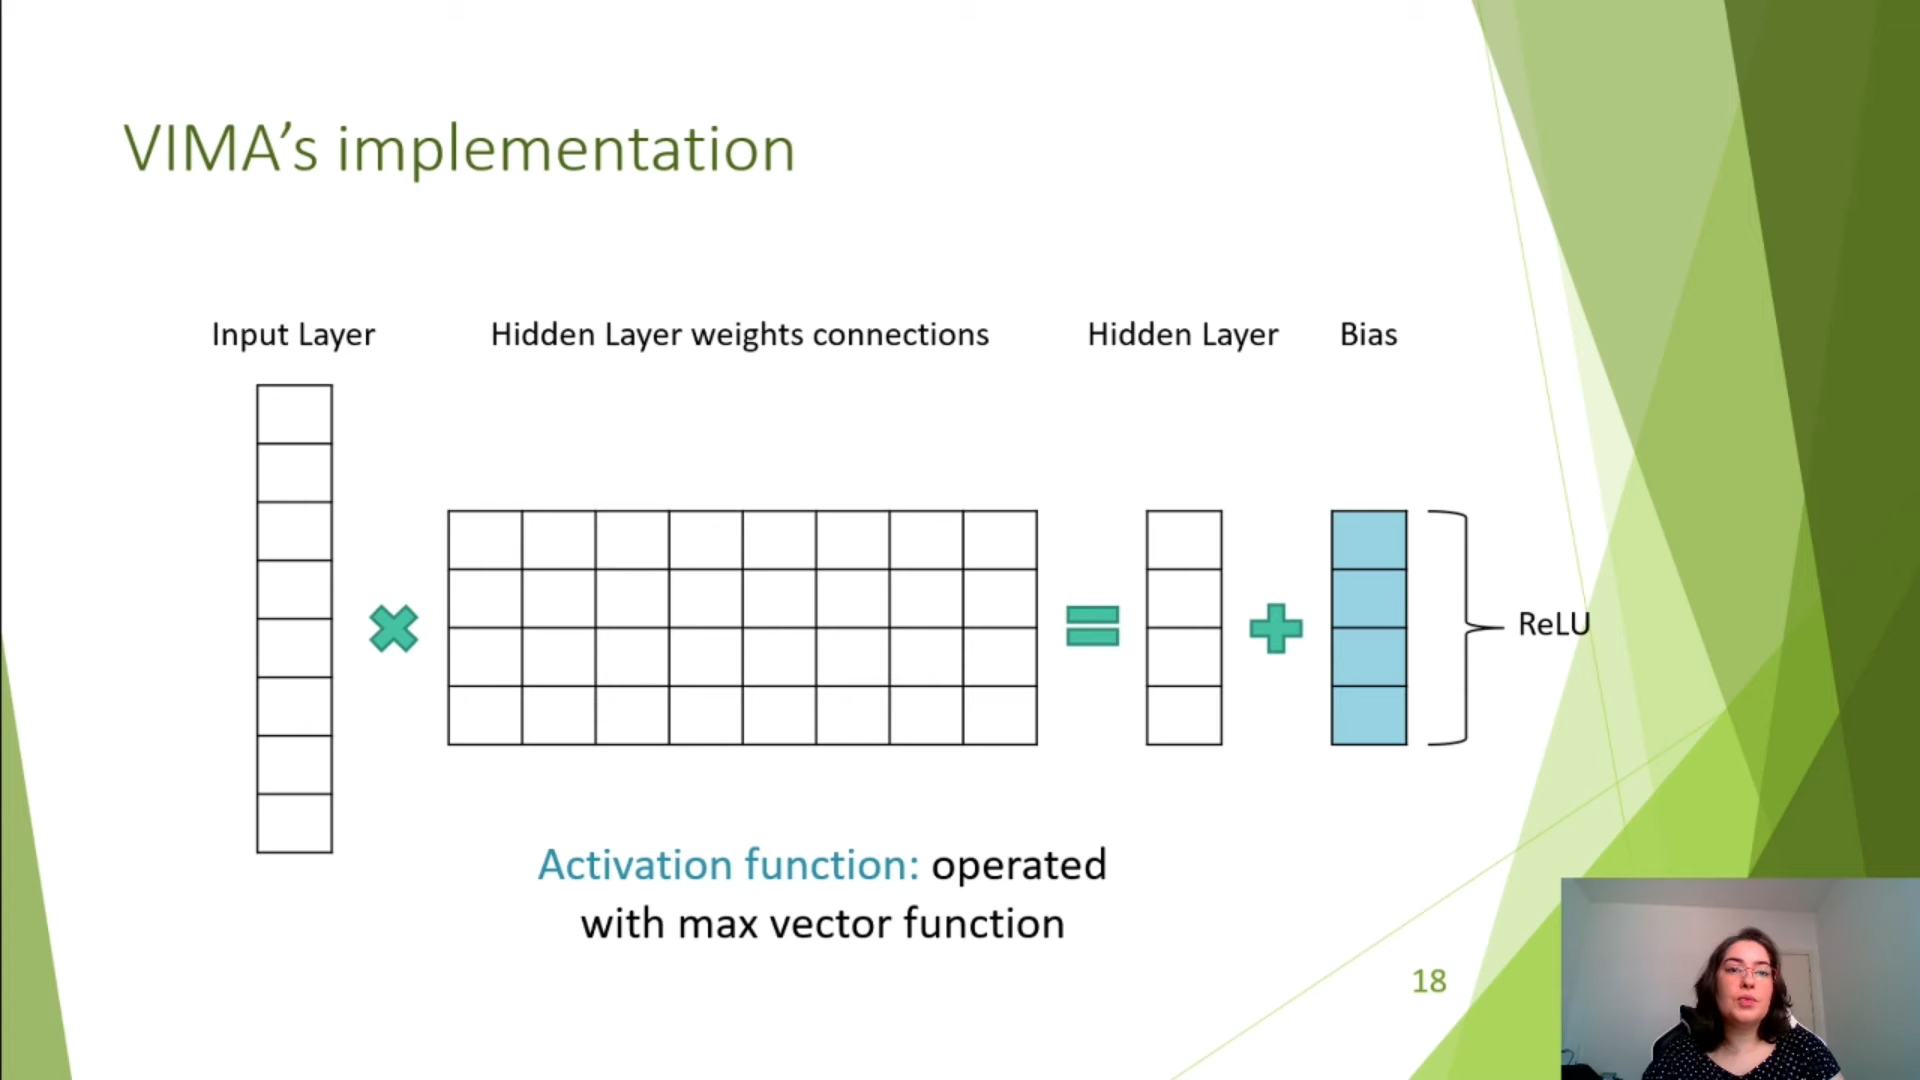 VIMA’s implementation
Input Layer
Hidden Layer weights connections
Hidden Layer
Bias
ReLU
Activation function: operated
with max vector function
18